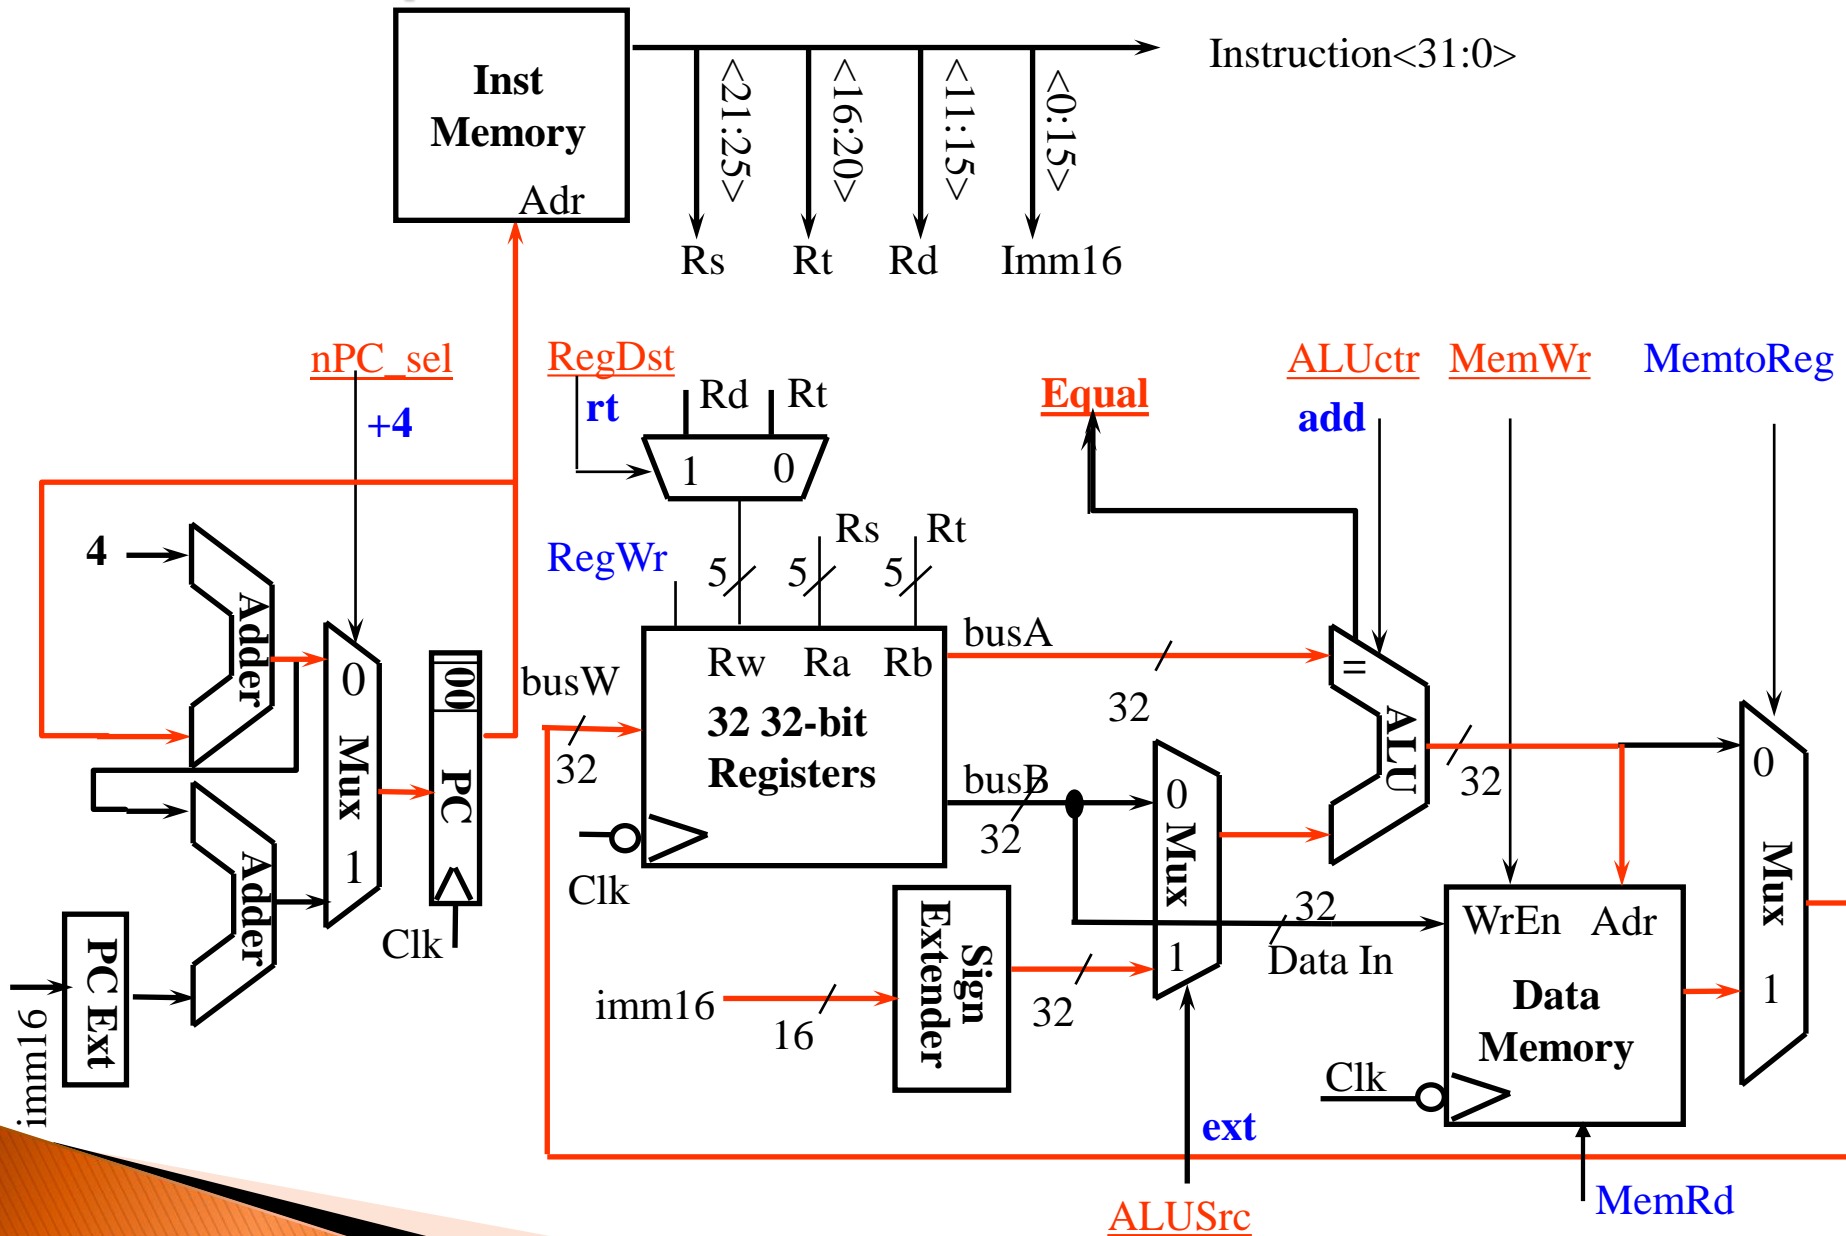 Inst
Memory
Adr
Instruction<31:0>
<21:25>
<16:20>
<11:15>
<0:15>
Rs
Rt
Rd
Imm16
nPC_sel
+4
RegDst
rt
Rd
Rt
1
0
Equal
ALUctr
add
MemWr
MemtoReg
4
Adder
0
Mux
1
00
PC
Clk
Adder
PC Ext
imm16
RegWr
5
5
5
Rs
Rt
busW
32
Rw
Ra
Rb
32 32-bit
Registers
Clk
busA
32
busB
32
0
Mux
1
=
ALU
32
imm16
16
Sign
Extender
32
ext
ALUSrc
32
Data In
WrEn
Adr
Data
Memory
Clk
MemRd
0
Mux
1